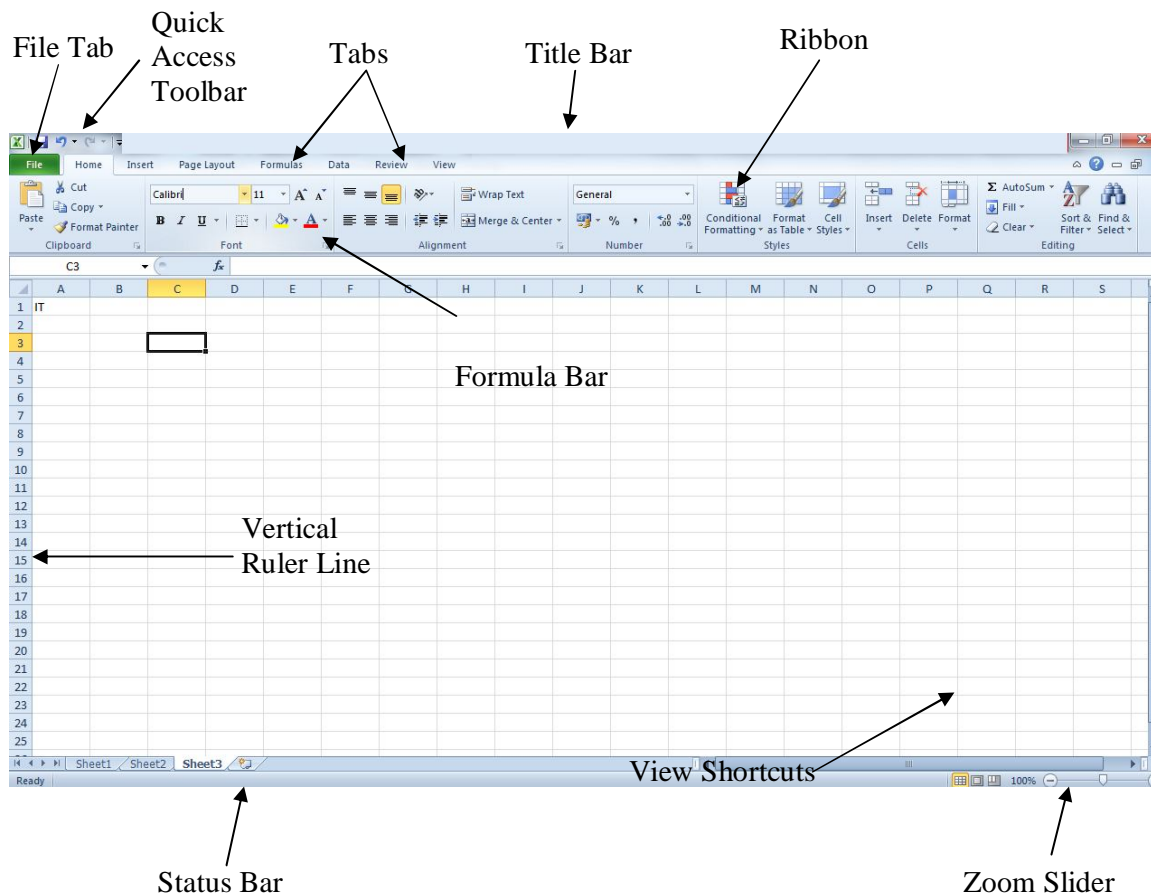 File Tab
Quick
Access
Toolbar
Tabs
Title Bar
Ribbon
File Home Insert Page Layout Formulas Data Review View
Cut
Copy
Format Painter
Paste
Clipboard
Calibri 11 A A
B I U A
Font
Wrap Text
Merge & Center
Alignment
General
% , .0 .00 .00 .0
Number
Conditional Formatting
Format as Table
Cell Styles
Styles
Insert Delete Format
Cells
Σ AutoSum
Fill
Clear
Sort & Filter
Find & Select
Editing
C3 fx
A B C D E F G H I J K L M N O P Q R S
1 IT
2
3
4
5
6
7
8
9
10
11
12
13
14
15
16
17
18
19
20
21
22
23
24
25
Formula Bar
Vertical
Ruler Line
Sheet1 Sheet2 Sheet3
View Shortcuts
Ready 100%
Status Bar
Zoom Slider